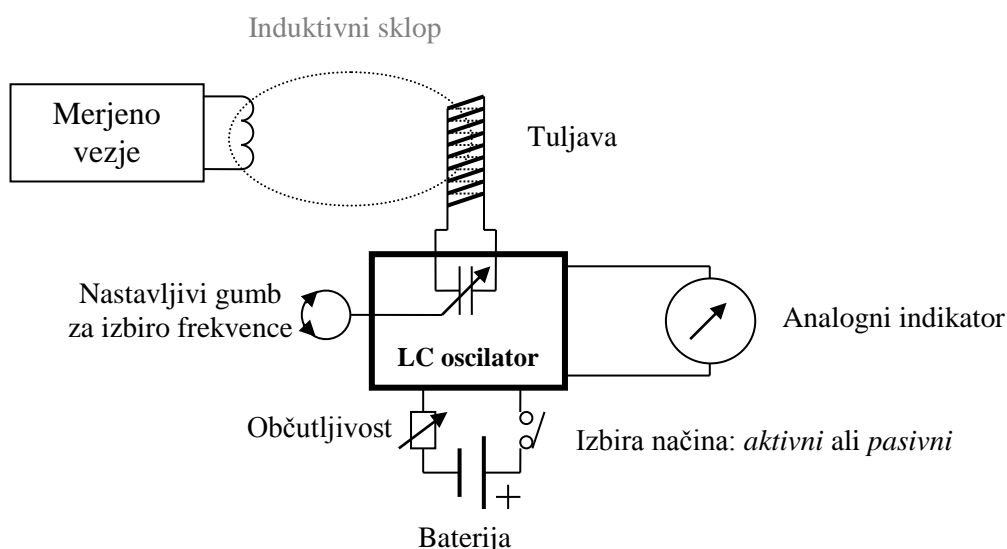 Induktivni sklop
Merjeno
vezje
Tuljava
Nastavljivi gumb
za izbiro frekvence
Analogni indikator
LC oscilator
Občutljivost
Izbira načina: aktivni ali pasivni
+
Baterija